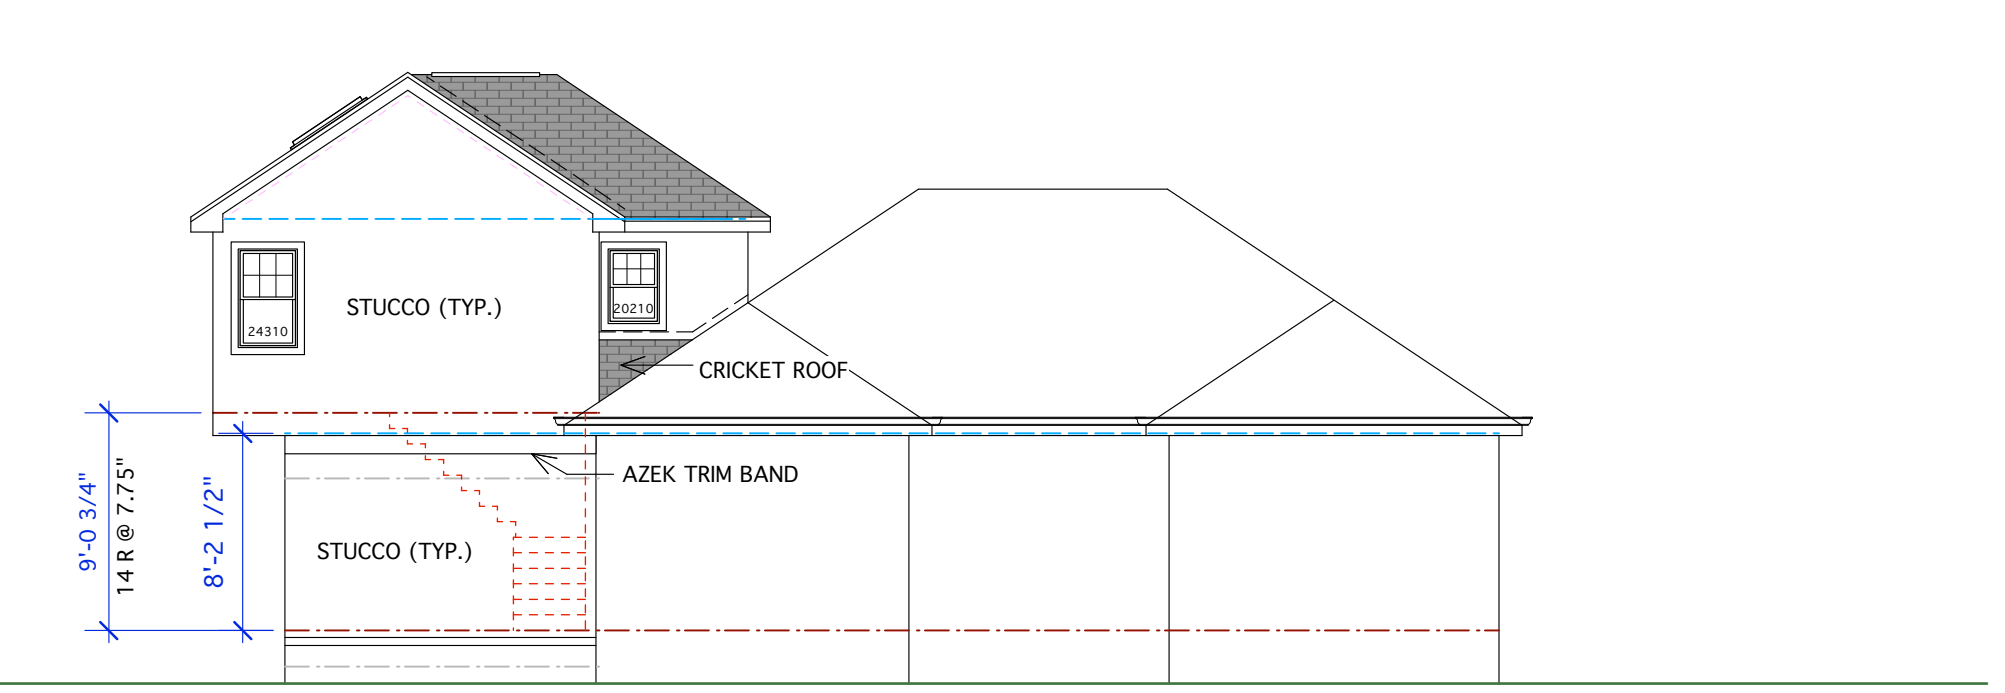 STUCCO (TYP.)
20210
24310
CRICKET ROOF
AZEK TRIM BAND
9'-0 3/4"
14 R @ 7.75"
8'-2 1/2"
STUCCO (TYP.)